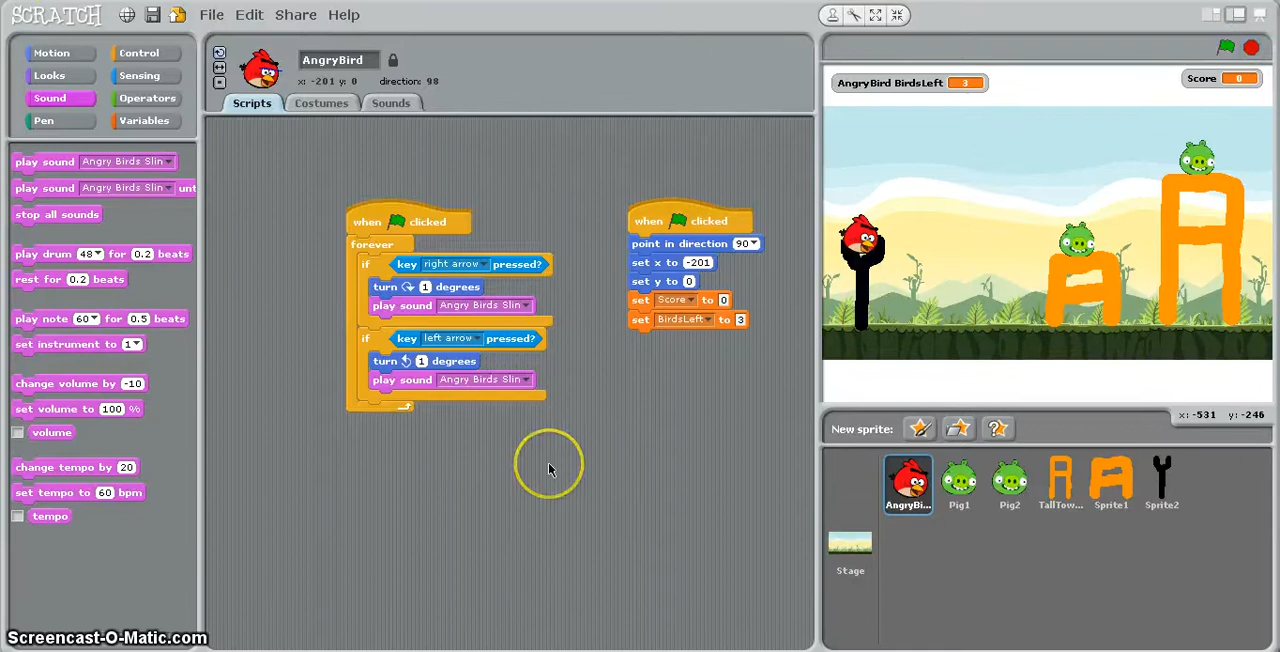 SCRATCH File Edit Share Help
Motion Control
Looks Sensing
Sound Operators
Pen Variables
play sound Angry Birds Slin
play sound Angry Birds Slin unt
stop all sounds
play drum 48 for 0.2 beats
rest for 0.2 beats
play note 60 for 0.5 beats
set instrument to 1
change volume by -10
set volume to 100 %
volume
change tempo by 20
set tempo to 60 bpm
tempo
AngryBird
x: -201 y: 0 direction: 98
Scripts Costumes Sounds
when clicked
forever
if key right arrow pressed?
turn 1 degrees
play sound Angry Birds Slin
if key left arrow pressed?
turn 1 degrees
play sound Angry Birds Slin
when clicked
point in direction 90
set x to -201
set y to 0
set Score to 0
set BirdsLeft to 3
AngryBird BirdsLeft 3
Score 0
x: -531 y: -246
New sprite:
AngryBi... Pig1 Pig2 TallTow... Sprite1 Sprite2
Stage
Screencast-O-Matic.com